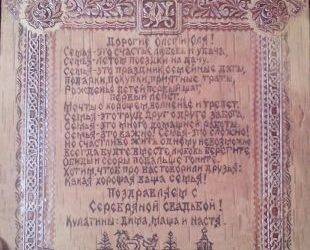 Дорогие Олег и Оля!
Семья-это счастье, любовь и удача,
Семья-летом поездки на дачу.
Семья-это праздник, семейные даты,
Подарки, покупки, приятные траты,
Рожденье детей, первый шаг,
первый лепет,
Мечты о хорошем, волненье и трепет.
Семья-это труд, друг о друге забота,
Семья-это много домашней работы.
Семья-это важно! Семья-это сложно!
Но счастливо жить одному невозможно
Всегда будьте вместе, любовь берегите,
Обиды и ссоры подальше гоните.
Хотим, чтоб про вас говорили друзья:
Какая хорошая ваша семья!
Поздравляем с
Серебряной свадьбой!
Кулагины: Дима, Маша и Настя